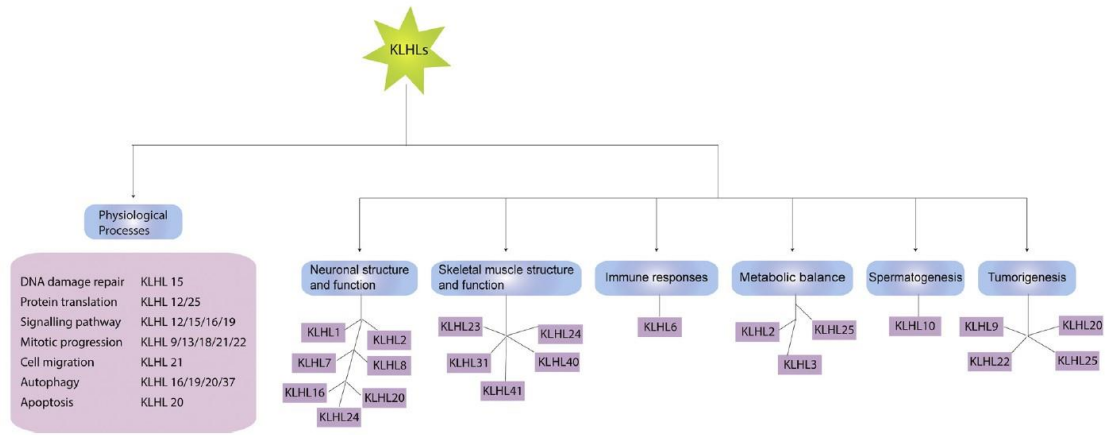 KLHLs
Physiological
Processes
DNA damage repair KLHL 15
Protein translation KLHL 12/25
Signalling pathway KLHL 12/15/16/19
Mitotic progression KLHL 9/13/18/21/22
Cell migration KLHL 21
Autophagy KLHL 16/19/20/37
Apoptosis KLHL 20
Neuronal structure
and function
KLHL1
KLHL2
KLHL7
KLHL8
KLHL16
KLHL20
KLHL24
Skeletal muscle structure
and function
KLHL23
KLHL24
KLHL31
KLHL40
KLHL41
Immune responses
KLHL6
Metabolic balance
KLHL2
KLHL25
KLHL3
Spermatogenesis
KLHL10
Tumorigenesis
KLHL9
KLHL20
KLHL22
KLHL25